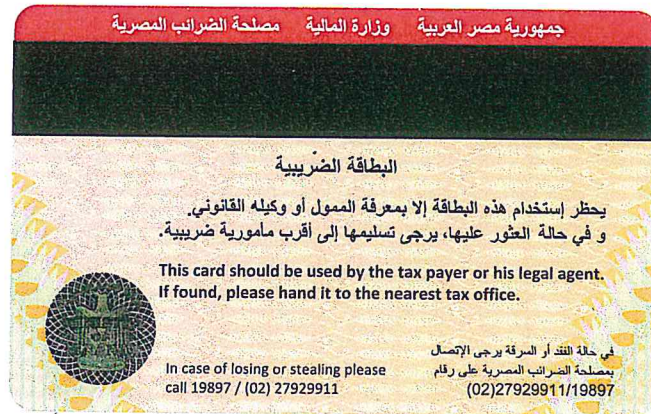 جمهورية مصر العربية وزارة المالية مصلحة الضرائب المصرية
البطاقة الضريبية
يحظر إستخدام هذه البطاقة إلا بمعرفة الممول أو وكيله القانوني.
و في حالة العثور عليها، يرجى تسليمها إلى أقرب مأمورية ضريبية.
This card should be used by the tax payer or his legal agent.
If found, please hand it to the nearest tax office.
في حالة الفقد أو السرقة يرجى الإتصال
بمصلحة الضرائب المصرية على رقم
(02)27929911/19897
In case of losing or stealing please
call 19897 / (02) 27929911